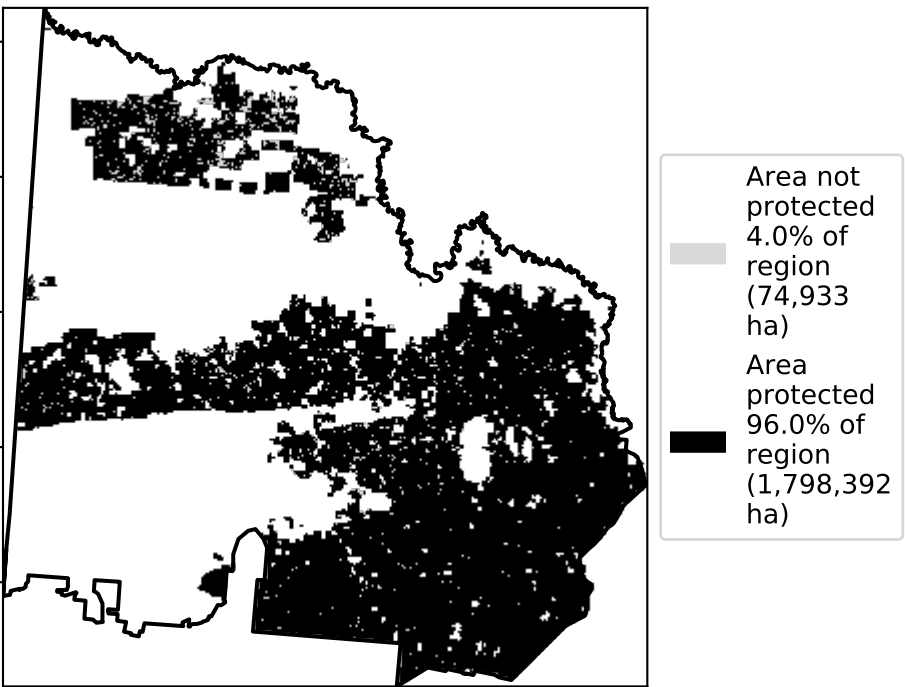 Area not
protected
4.0% of
region
(74,933
ha)
Area
protected
96.0% of
region
(1,798,392
ha)